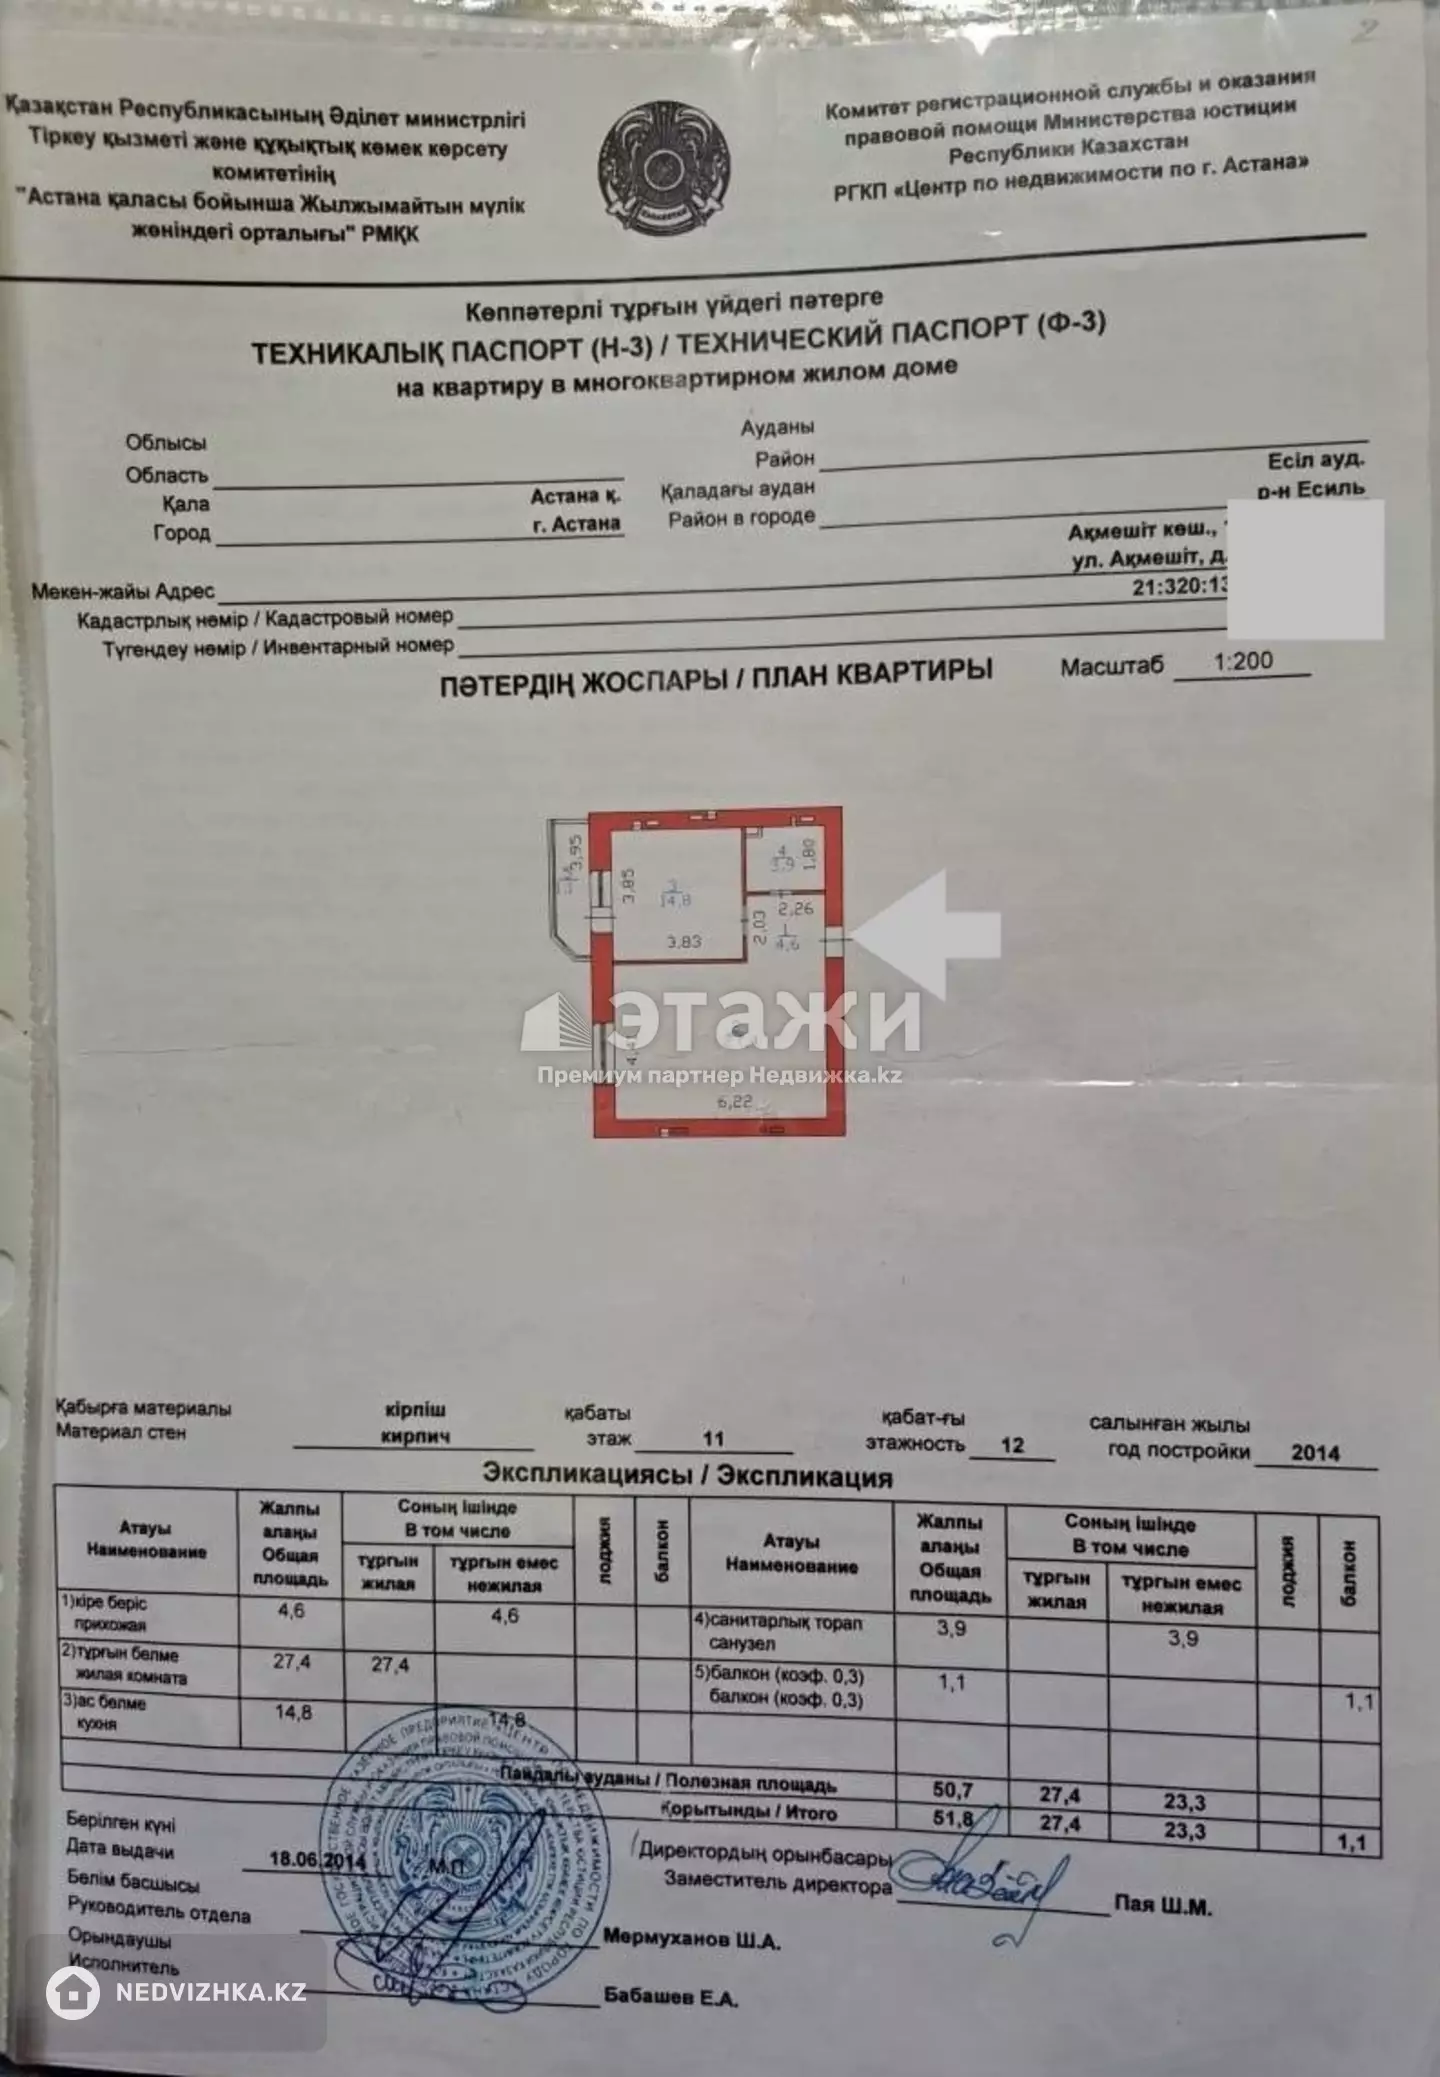 2
Қазақстан Республикасының Әділет министрлігі
Тіркеу қызметі және құқықтық көмек көрсету
комитетінің
"Астана қаласы бойынша Жылжымайтын мүлік
жөніндегі орталығы" РМҚК
Комитет регистрационной службы и оказания
правовой помощи Министерства юстиции
Республики Казахстан
РГКП «Центр по недвижимости по г. Астана»
Көппәтерлі тұрғын үйдегі пәтерге
ТЕХНИКАЛЫҚ ПАСПОРТ (Н-3) / ТЕХНИЧЕСКИЙ ПАСПОРТ (Ф-3)
на квартиру в многоквартирном жилом доме
Облысы
Область
Ауданы
Район
Қала Астана қ.
Город г. Астана
Қаладағы аудан Есіл ауд.
Район в городе р-н Есиль
Ақмешіт көш.,
ул. Ақмешіт, д.
Мекен-жайы Адрес
Кадастрлық нөмір / Кадастровый номер 21:320:13
Түгендеу нөмір / Инвентарный номер
ПӘТЕРДІҢ ЖОСПАРЫ / ПЛАН КВАРТИРЫ Масштаб 1:200
3,95
3,85
3
14,8
3,83
4
3,9
1,80
2,26
2,03
1
4,6
4,41
6,22
этажи
Премиум партнер Недвижка.kz
Қабырға материалы кірпіш
Материал стен кирпич
қабаты
этаж 11
қабат-ғы
этажность 12
салынған жылы
год постройки 2014
Экспликациясы / Экспликация
Атауы
Наименование
Жалпы
алаңы
Общая
площадь
Соның ішінде
В том числе
тұрғын
жилая
тұрғын емес
нежилая
лоджия
балкон
Атауы
Наименование
Жалпы
алаңы
Общая
площадь
Соның ішінде
В том числе
тұрғын
жилая
тұрғын емес
нежилая
лоджия
балкон
1)кіре беріс
прихожая 4,6 4,6
4)санитарлық торап
санузел 3,9 3,9
2)тұрғын бөлме
жилая комната 27,4 27,4
5)балкон (коэф. 0,3)
балкон (коэф. 0,3) 1,1 1,1
3)ас бөлме
кухня 14,8 14,8
Пайдалы ауданы / Полезная площадь 50,7 27,4 23,3
Қорытынды / Итого 51,8 27,4 23,3 1,1
Берілген күні
Дата выдачи 18.06.2014
М.П.
Директордың орынбасары
Заместитель директора Пая Ш.М.
Бөлім басшысы
Руководитель отдела Мермуханов Ш.А.
Орындаушы
Исполнитель Бабашев Е.А.
NEDVIZHKA.KZ